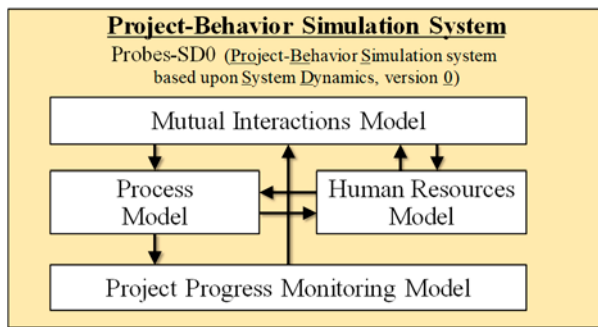 Project-Behavior Simulation System
Probes-SD0 (Project-Behavior Simulation system
based upon System Dynamics, version 0)
Mutual Interactions Model
Process
Model
Human Resources
Model
Project Progress Monitoring Model